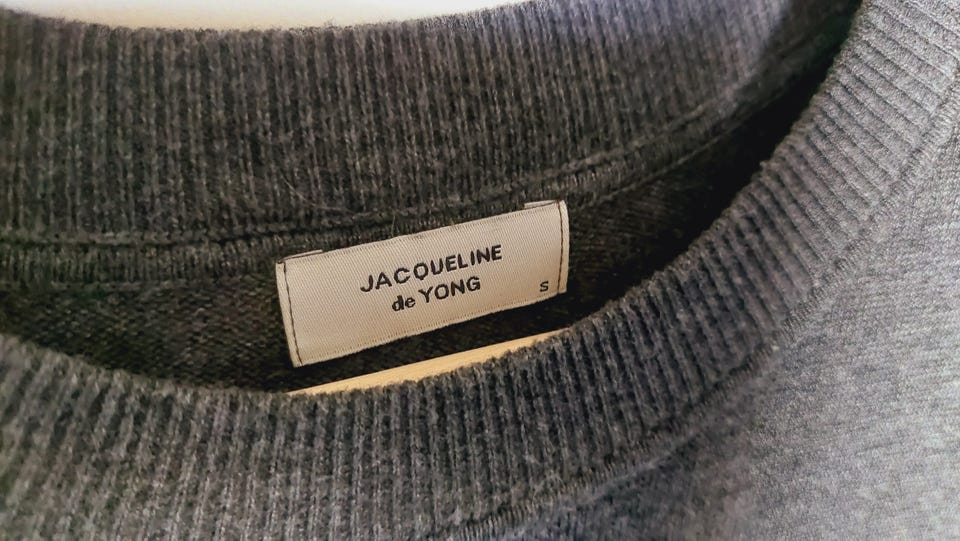 JACQUELINE
de YONG
S